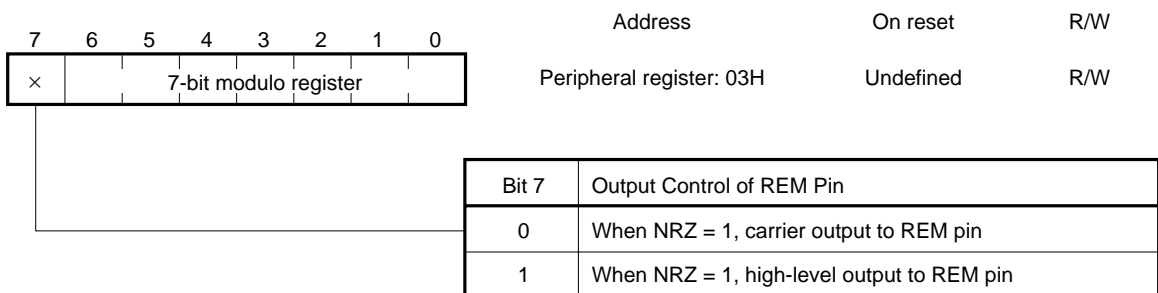 Address On reset R/W
7 6 5 4 3 2 1 0
× 7-bit modulo register Peripheral register: 03H Undefined R/W
Bit 7 Output Control of REM Pin
0 When NRZ = 1, carrier output to REM pin
1 When NRZ = 1, high-level output to REM pin